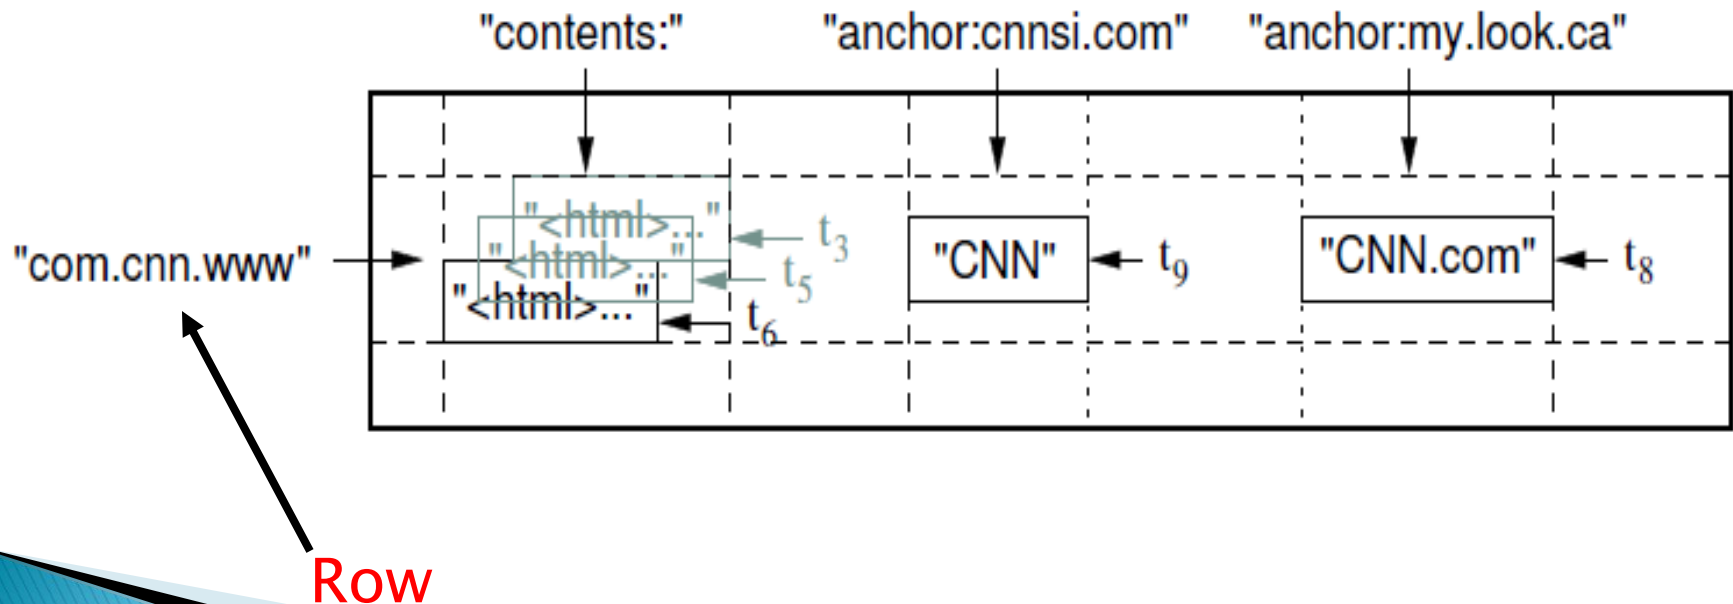 "contents:" "anchor:cnnsi.com" "anchor:my.look.ca"
"<html>..." t3
"com.cnn.www" "<html>..." t5 "CNN" t9 "CNN.com" t8
"<html>..." t6
Row